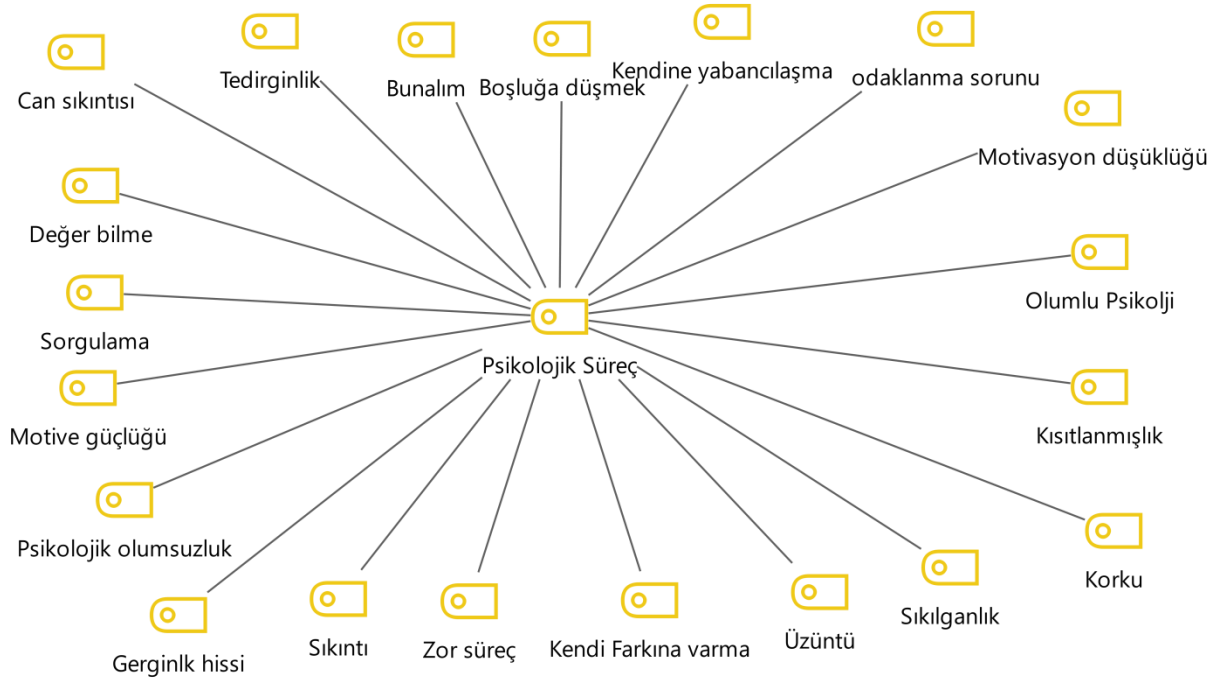 Can sıkıntısı
Tedirginlik
Bunalım
Boşluğa düşmek
Kendine yabancılaşma
odaklanma sorunu
Motivasyon düşüklüğü
Değer bilme
Olumlu Psikolji
Sorgulama
Psikolojik Süreç
Motive güçlüğü
Kısıtlanmışlık
Psikolojik olumsuzluk
Korku
Gerginlk hissi
Sıkıntı
Zor süreç
Kendi Farkına varma
Üzüntü
Sıkılganlık